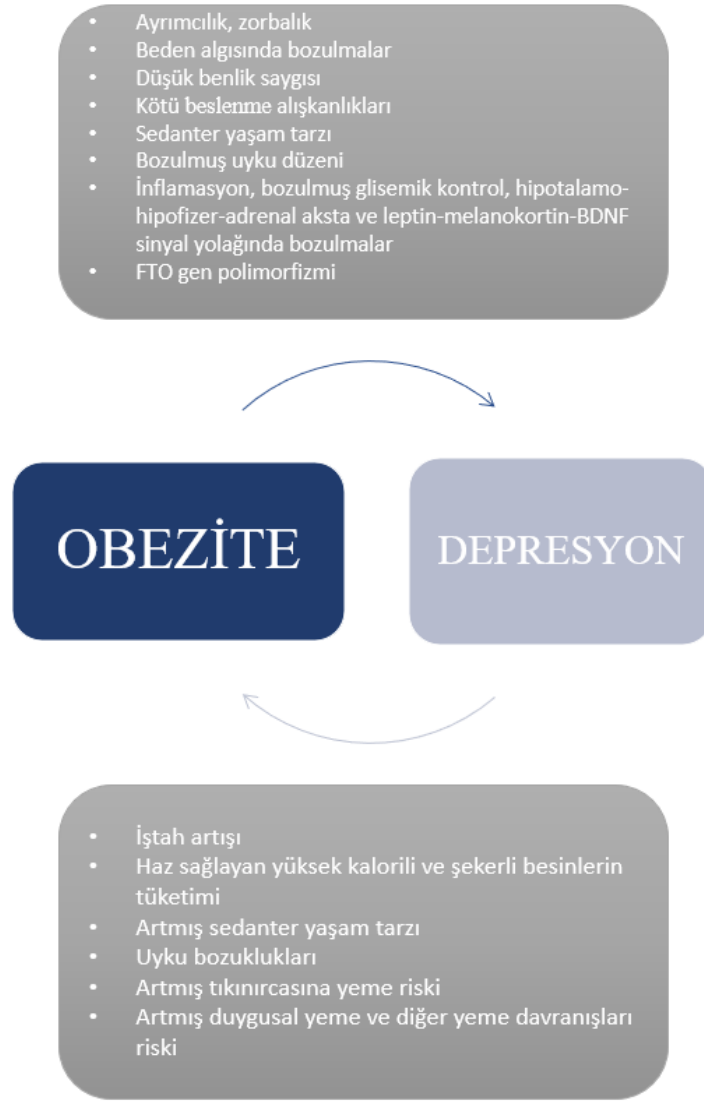 • Ayrımcılık, zorbalık
• Beden algısında bozulmalar
• Düşük benlik saygısı
• Kötü beslenme alışkanlıkları
• Sedanter yaşam tarzı
• Bozulmuş uyku düzeni
• İnflamasyon, bozulmuş glisemik kontrol, hipotalamo-
hipofizer-adrenal aksta ve leptin-melanokortin-BDNF
sinyal yolağında bozulmalar
• FTO gen polimorfizmi
OBEZİTE
DEPRESYON
• İştah artışı
• Haz sağlayan yüksek kalorili ve şekerli besinlerin
tüketimi
• Artmış sedanter yaşam tarzı
• Uyku bozuklukları
• Artmış tıkınırcasına yeme riski
• Artmış duygusal yeme ve diğer yeme davranışları
riski